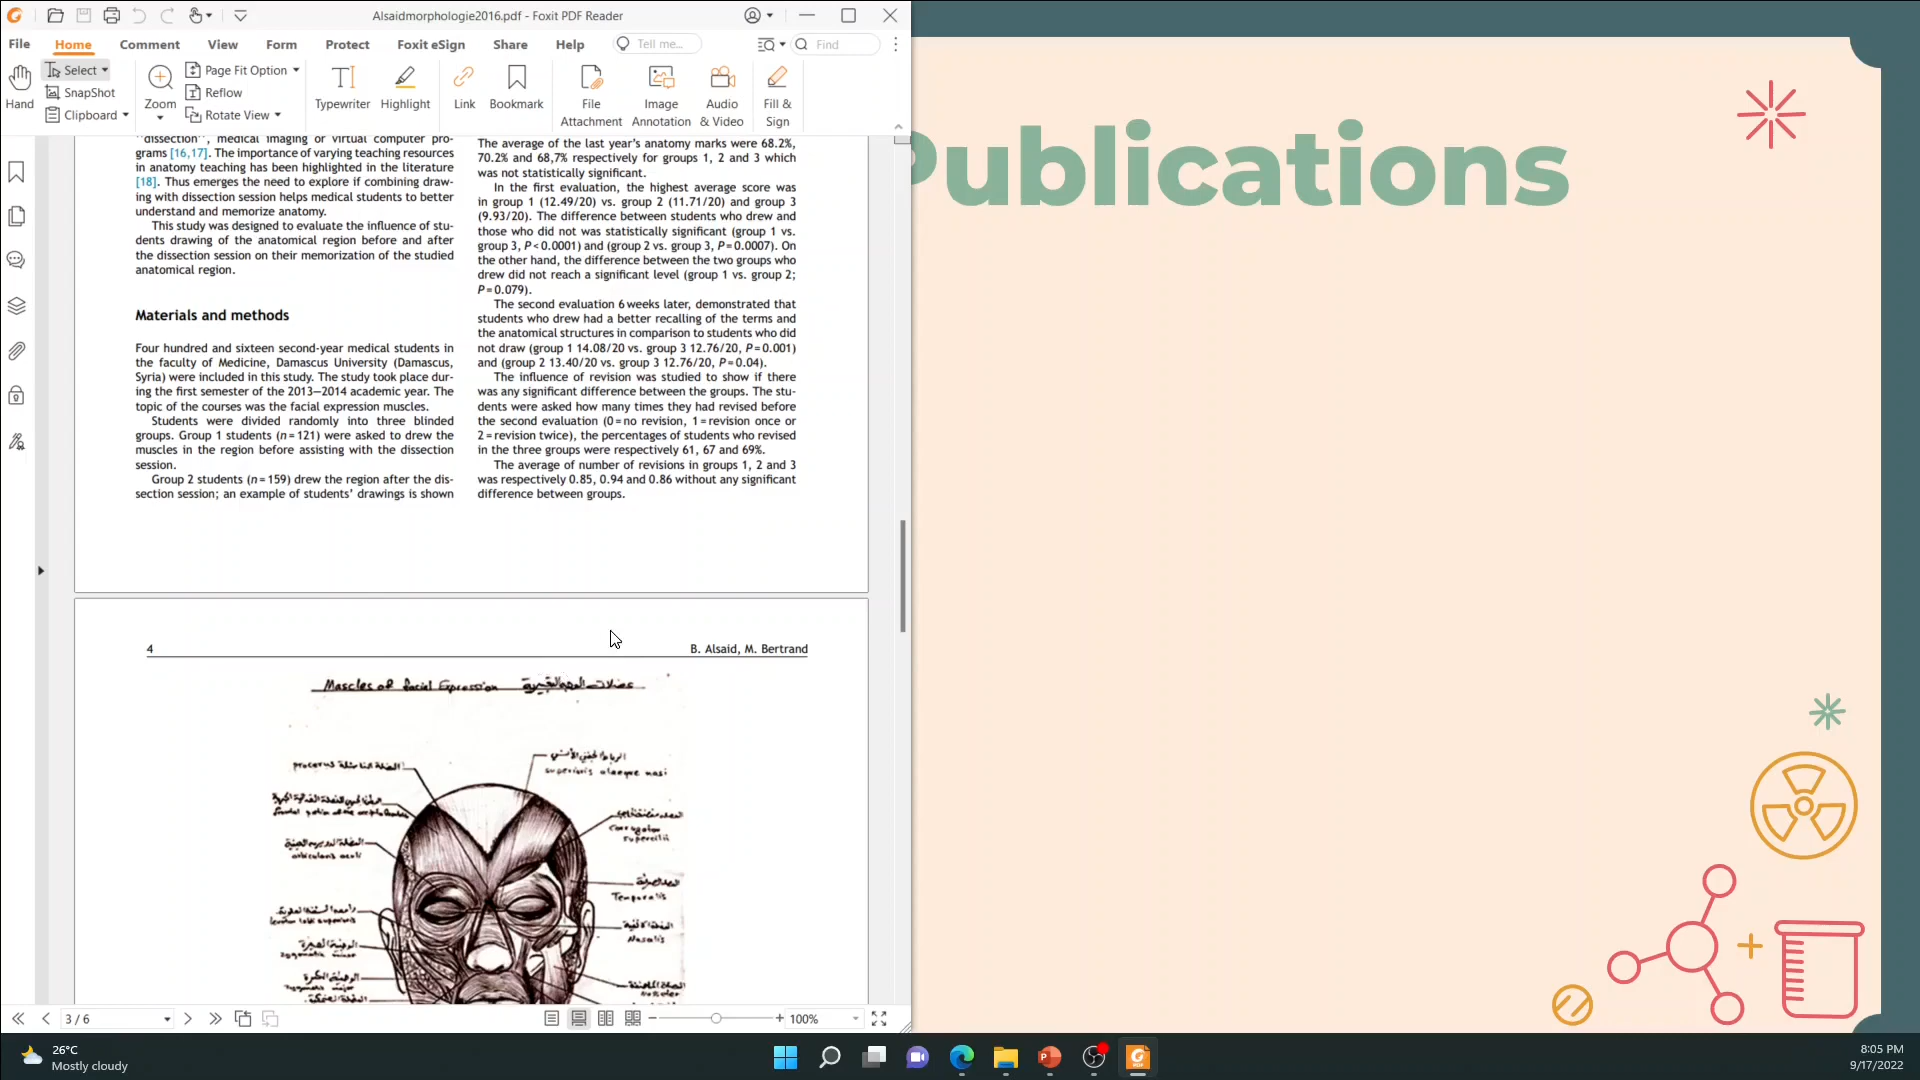 Alsaidmorphologie2016.pdf - Foxit PDF Reader
File Home Comment View Form Protect Foxit eSign Share Help Tell me... Find
Hand
Select
SnapShot
Clipboard
Zoom
Page Fit Option
Reflow
Rotate View
Typewriter
Highlight
Link
Bookmark
File
Attachment
Image
Annotation
Audio
& Video
Fill &
Sign
"dissection", medical imaging or virtual computer pro-
grams [16,17]. The importance of varying teaching resources
in anatomy teaching has been highlighted in the literature
[18]. Thus emerges the need to explore if combining draw-
ing with dissection session helps medical students to better
understand and memorize anatomy.
This study was designed to evaluate the influence of stu-
dents drawing of the anatomical region before and after
the dissection session on their memorization of the studied
anatomical region.
Materials and methods
Four hundred and sixteen second-year medical students in
the faculty of Medicine, Damascus University (Damascus,
Syria) were included in this study. The study took place dur-
ing the first semester of the 2013—2014 academic year. The
topic of the courses was the facial expression muscles.
Students were divided randomly into three blinded
groups. Group 1 students (n=121) were asked to drew the
muscles in the region before assisting with the dissection
session.
Group 2 students (n=159) drew the region after the dis-
section session; an example of students' drawings is shown
The average of the last year's anatomy marks were 68.2%,
70.2% and 68,7% respectively for groups 1, 2 and 3 which
was not statistically significant.
In the first evaluation, the highest average score was
in group 1 (12.49/20) vs. group 2 (11.71/20) and group 3
(9.93/20). The difference between students who drew and
those who did not was statistically significant (group 1 vs.
group 3, P<0.0001) and (group 2 vs. group 3, P=0.0007). On
the other hand, the difference between the two groups who
drew did not reach a significant level (group 1 vs. group 2;
P=0.079).
The second evaluation 6 weeks later, demonstrated that
students who drew had a better recalling of the terms and
the anatomical structures in comparison to students who did
not draw (group 1 14.08/20 vs. group 3 12.76/20, P=0.001)
and (group 2 13.40/20 vs. group 3 12.76/20, P=0.04).
The influence of revision was studied to show if there
was any significant difference between the groups. The stu-
dents were asked how many times they had revised before
the second evaluation (0=no revision, 1=revision once or
2=revision twice), the percentages of students who revised
in the three groups were respectively 61, 67 and 69%.
The average of number of revisions in groups 1, 2 and 3
was respectively 0.85, 0.94 and 0.86 without any significant
difference between groups.
4 B. Alsaid, M. Bertrand
Muscles of facial Expression
procerus
superioris alaeque nasi
corrugator
supercilii
orbicularis oculi
Temporalis
Nasalis
zygomatic minor
zygomatic major
3 / 6
100%
Publications
26°C
Mostly cloudy
8:05 PM
9/17/2022